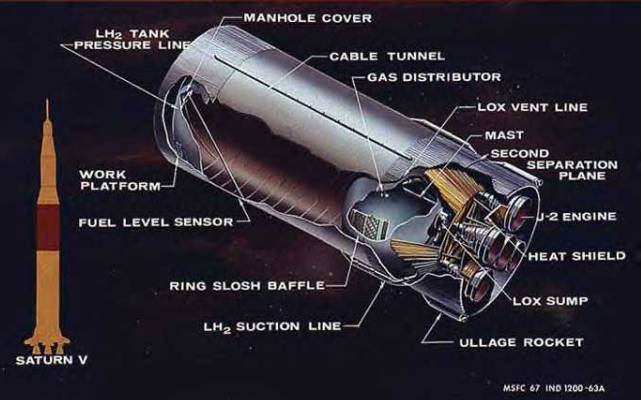 MANHOLE COVER
LH₂ TANK
PRESSURE LINE
CABLE TUNNEL
GAS DISTRIBUTOR
LOX VENT LINE
MAST
SECOND
SEPARATION
PLANE
WORK
PLATFORM
FUEL LEVEL SENSOR
J-2 ENGINE
HEAT SHIELD
RING SLOSH BAFFLE
LOX SUMP
LH₂ SUCTION LINE
ULLAGE ROCKET
SATURN V
MSFC 67 IND 1200-63A